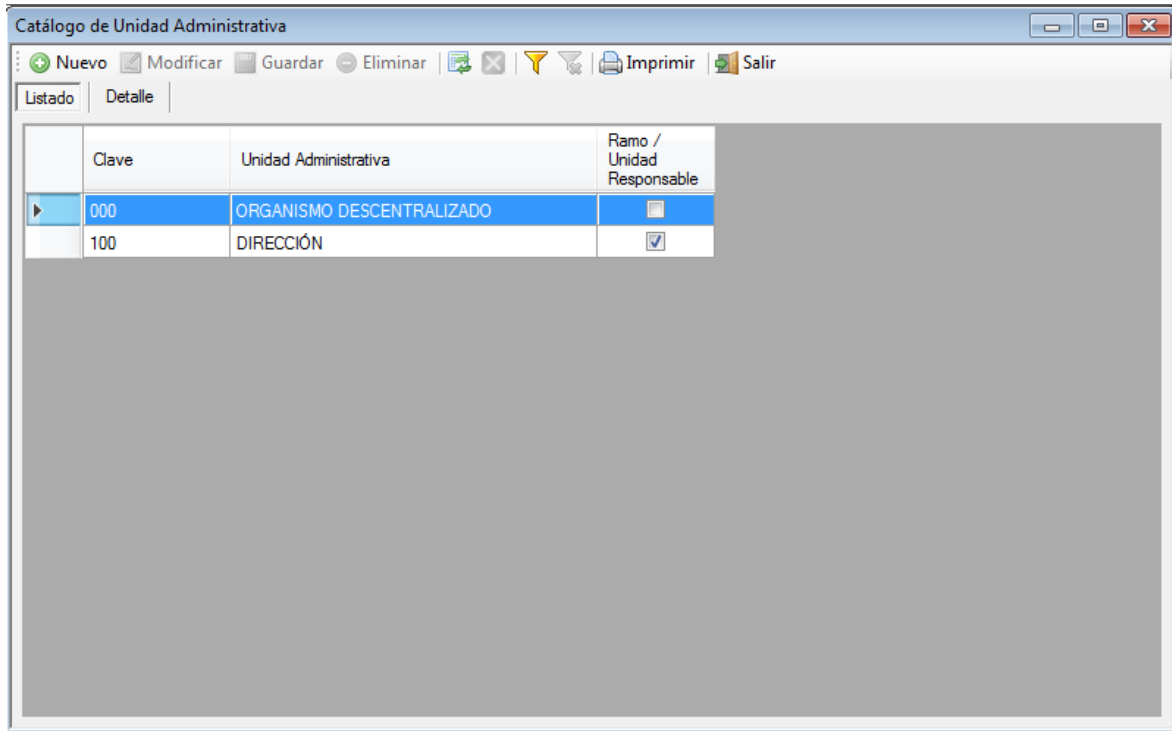 Catálogo de Unidad Administrativa
Nuevo Modificar Guardar Eliminar Imprimir Salir
Listado Detalle
Clave Unidad Administrativa Ramo /
Unidad
Responsable
000 ORGANISMO DESCENTRALIZADO
100 DIRECCIÓN